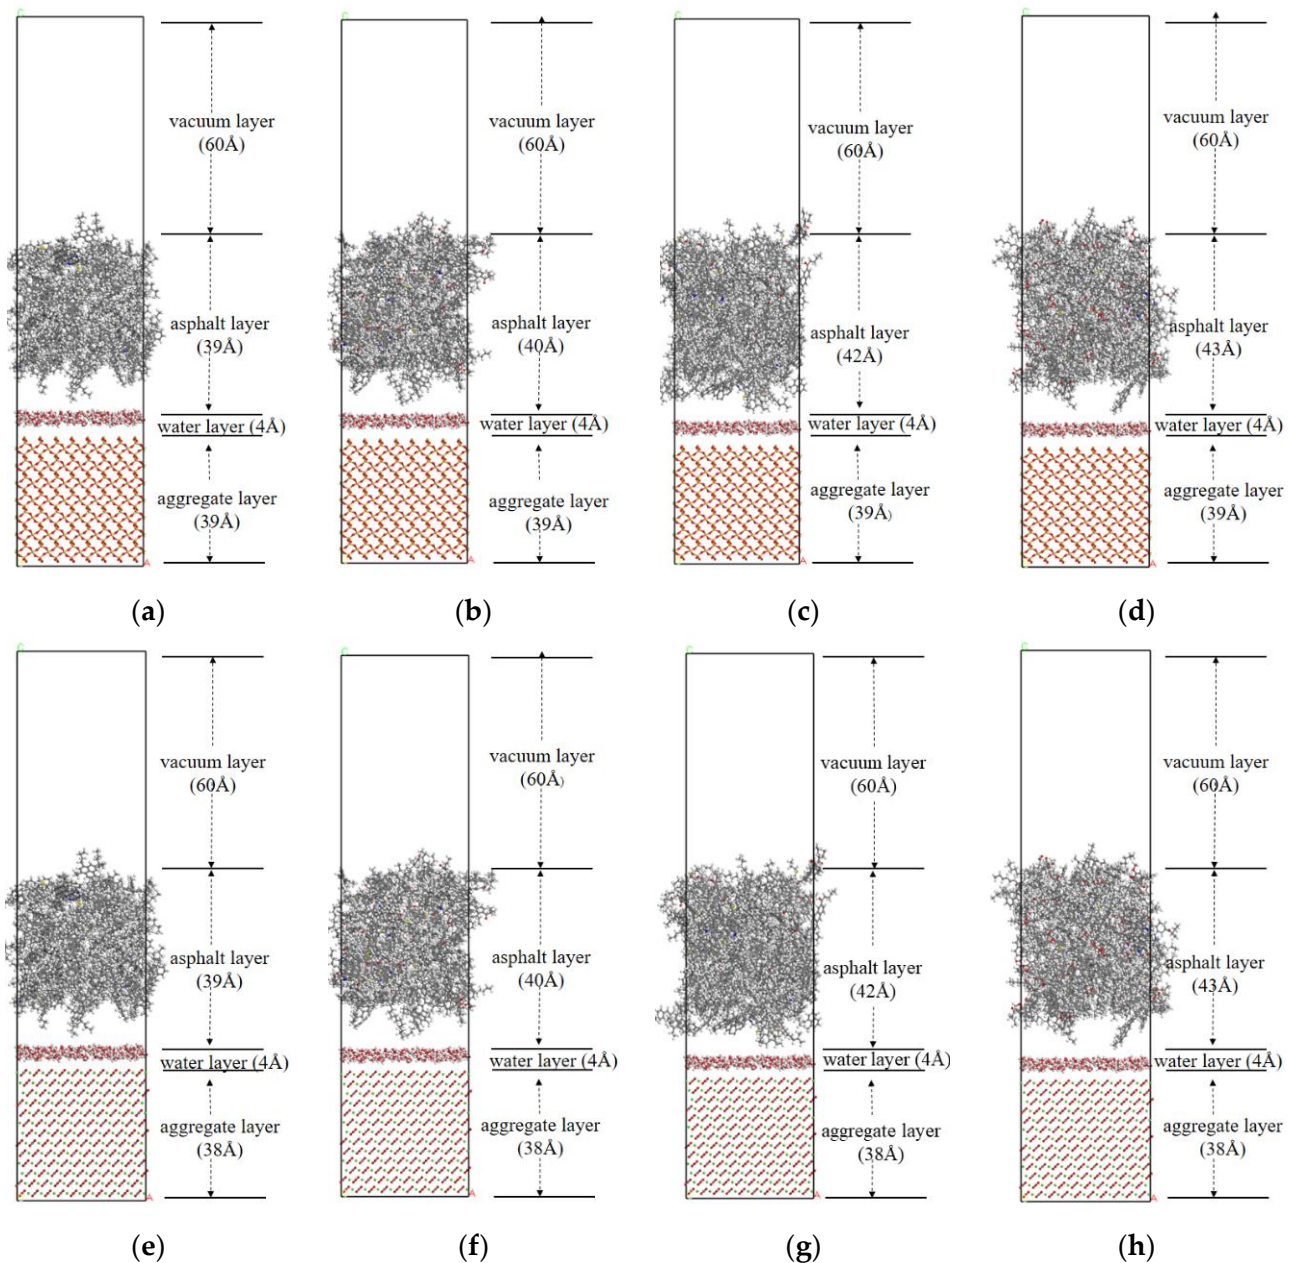 vacuum layer
(60Å)
asphalt layer
(39Å)
water layer (4Å)
aggregate layer
(39Å)
A
(a)
vacuum layer
(60Å)
asphalt layer
(40Å)
water layer (4Å)
aggregate layer
(39Å)
A
(b)
vacuum layer
(60Å)
asphalt layer
(42Å)
water layer (4Å)
aggregate layer
(39Å)
A
(c)
vacuum layer
(60Å)
asphalt layer
(43Å)
water layer (4Å)
aggregate layer
(39Å)
A
(d)
vacuum layer
(60Å)
asphalt layer
(39Å)
water layer (4Å)
aggregate layer
(38Å)
A
(e)
vacuum layer
(60Å)
asphalt layer
(40Å)
water layer (4Å)
aggregate layer
(38Å)
A
(f)
vacuum layer
(60Å)
asphalt layer
(42Å)
water layer (4Å)
aggregate layer
(38Å)
A
(g)
vacuum layer
(60Å)
asphalt layer
(43Å)
water layer (4Å)
aggregate layer
(38Å)
A
(h)